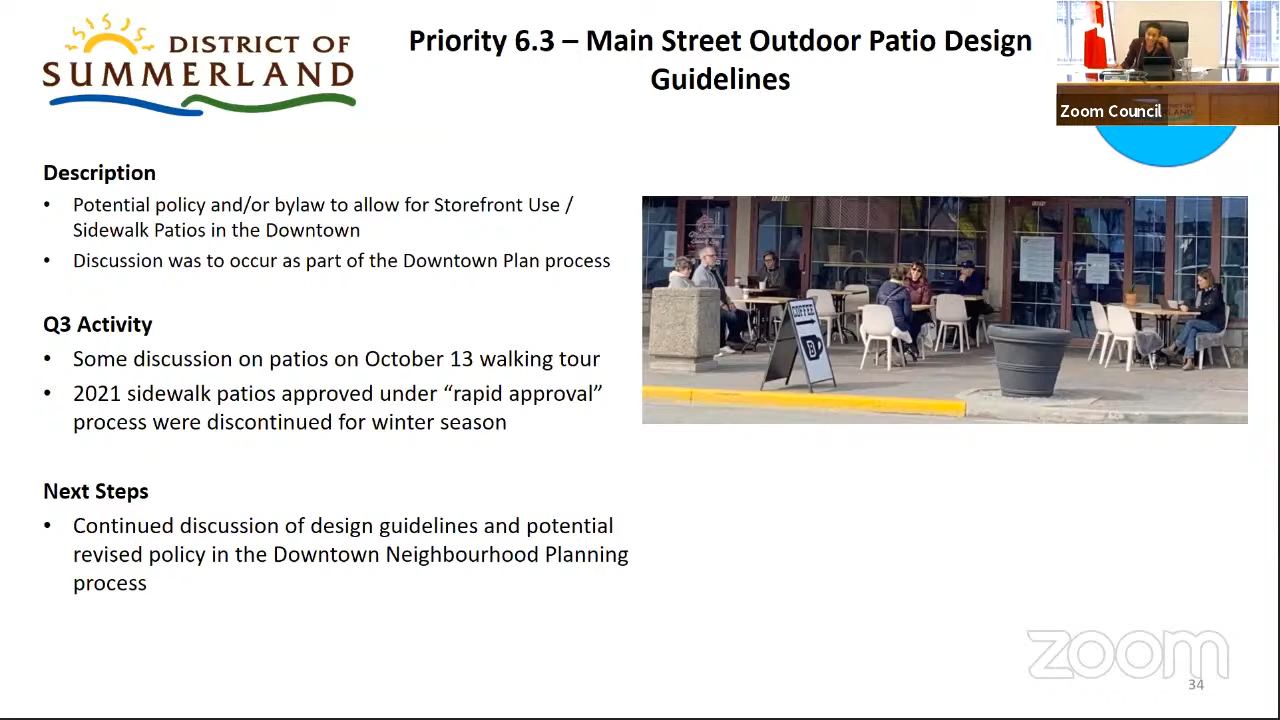 DISTRICT OF
SUMMERLAND
Priority 6.3 – Main Street Outdoor Patio Design
Guidelines
Zoom Council
Description
• Potential policy and/or bylaw to allow for Storefront Use /
Sidewalk Patios in the Downtown
• Discussion was to occur as part of the Downtown Plan process
Q3 Activity
• Some discussion on patios on October 13 walking tour
• 2021 sidewalk patios approved under “rapid approval”
process were discontinued for winter season
Next Steps
• Continued discussion of design guidelines and potential
revised policy in the Downtown Neighbourhood Planning
process
COFFEE
zoom
34